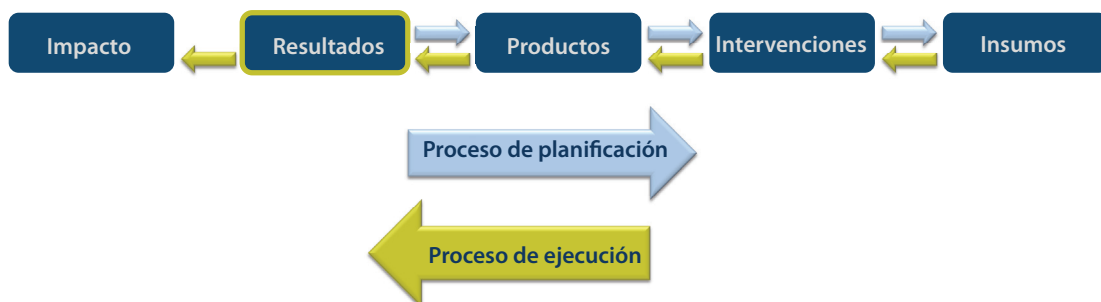 Impacto
Resultados
Productos
Intervenciones
Insumos
Proceso de planificación
Proceso de ejecución